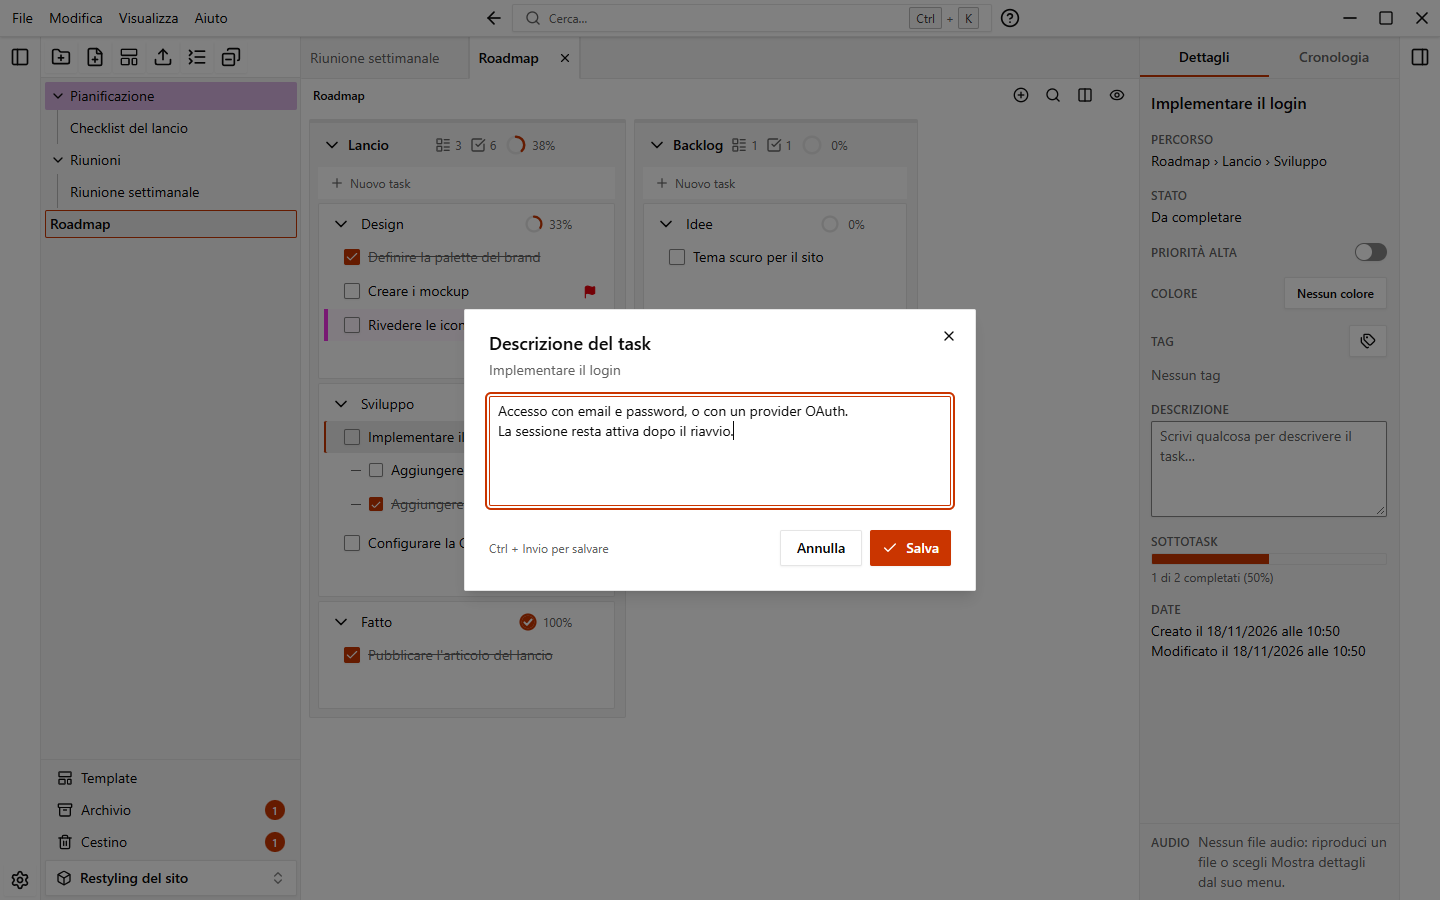 File Modifica Visualizza Aiuto
Cerca... Ctrl + K
Pianificazione
Checklist del lancio
Riunioni
Riunione settimanale
Roadmap
Template
Archivio 1
Cestino 1
Restyling del sito
Riunione settimanale Roadmap
Roadmap
Lancio 3 6 38%
Nuovo task
Design 33%
Definire la palette del brand
Creare i mockup
Rivedere le icon
Sviluppo
Implementare il
Aggiungere
Aggiungere
Configurare la
Fatto 100%
Pubblicare l'articolo del lancio
Backlog 1 1 0%
Nuovo task
Idee 0%
Tema scuro per il sito
Descrizione del task
Implementare il login
Accesso con email e password, o con un provider OAuth.
La sessione resta attiva dopo il riavvio.
Ctrl + Invio per salvare
Annulla Salva
Dettagli Cronologia
Implementare il login
PERCORSO
Roadmap › Lancio › Sviluppo
STATO
Da completare
PRIORITÀ ALTA
COLORE Nessun colore
TAG
Nessun tag
DESCRIZIONE
Scrivi qualcosa per descrivere il
task...
SOTTOTASK
1 di 2 completati (50%)
DATE
Creato il 18/11/2026 alle 10:50
Modificato il 18/11/2026 alle 10:50
AUDIO Nessun file audio: riproduci un
file o scegli Mostra dettagli
dal suo menu.